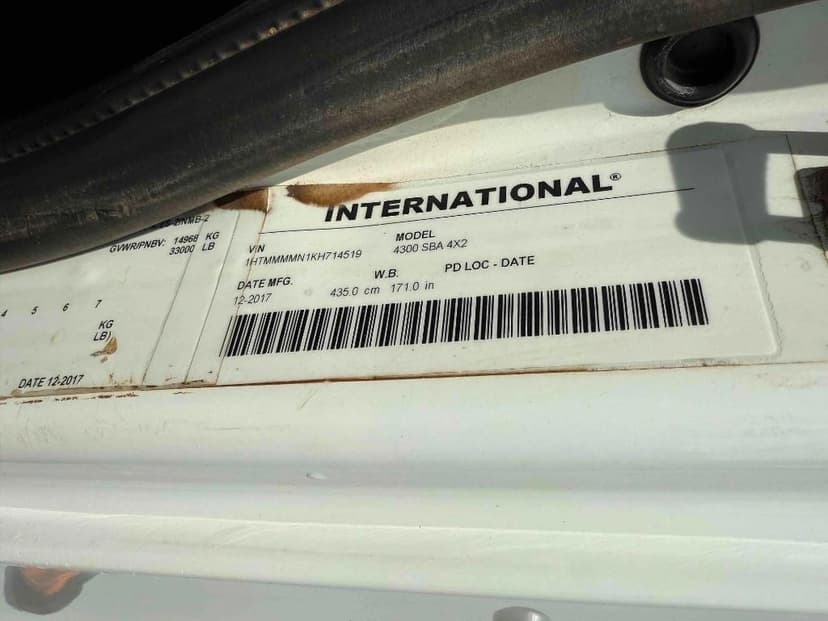 GVWR/PNBV: 14968 KG
33000 LB
4 5 6 7
KG
LB)
DATE 12-2017
INTERNATIONAL®
VIN MODEL
1HTMMMMN1KH714519 4300 SBA 4X2
DATE MFG. W.B. PD LOC - DATE
12-2017 435.0 cm 171.0 in